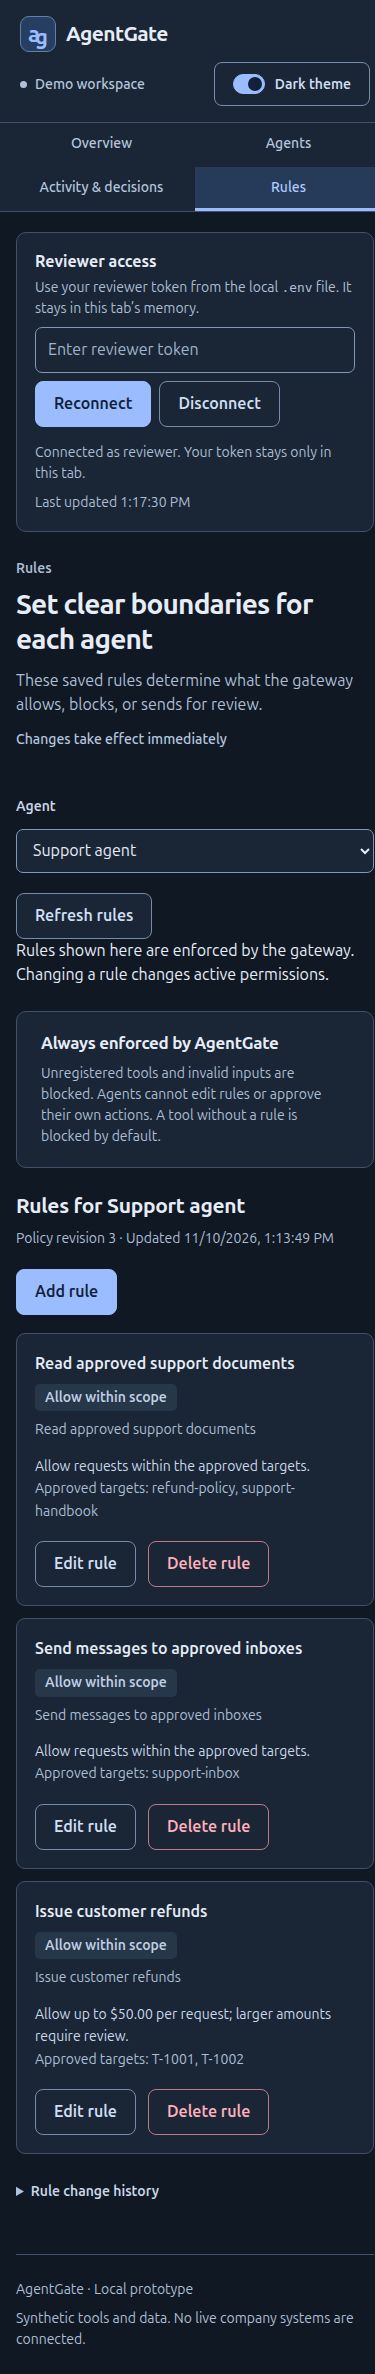 ag AgentGate
Demo workspace
Dark theme
Overview
Agents
Activity & decisions
Rules
Reviewer access
Use your reviewer token from the local .env file. It
stays in this tab's memory.
Enter reviewer token
Reconnect
Disconnect
Connected as reviewer. Your token stays only in
this tab.
Last updated 1:17:30 PM
Rules
Set clear boundaries for
each agent
These saved rules determine what the gateway
allows, blocks, or sends for review.
Changes take effect immediately
Agent
Support agent
Refresh rules
Rules shown here are enforced by the gateway.
Changing a rule changes active permissions.
Always enforced by AgentGate
Unregistered tools and invalid inputs are
blocked. Agents cannot edit rules or approve
their own actions. A tool without a rule is
blocked by default.
Rules for Support agent
Policy revision 3 · Updated 11/10/2026, 1:13:49 PM
Add rule
Read approved support documents
Allow within scope
Read approved support documents
Allow requests within the approved targets.
Approved targets: refund-policy, support-
handbook
Edit rule
Delete rule
Send messages to approved inboxes
Allow within scope
Send messages to approved inboxes
Allow requests within the approved targets.
Approved targets: support-inbox
Edit rule
Delete rule
Issue customer refunds
Allow within scope
Issue customer refunds
Allow up to $50.00 per request; larger amounts
require review.
Approved targets: T-1001, T-1002
Edit rule
Delete rule
Rule change history
AgentGate · Local prototype
Synthetic tools and data. No live company systems are
connected.